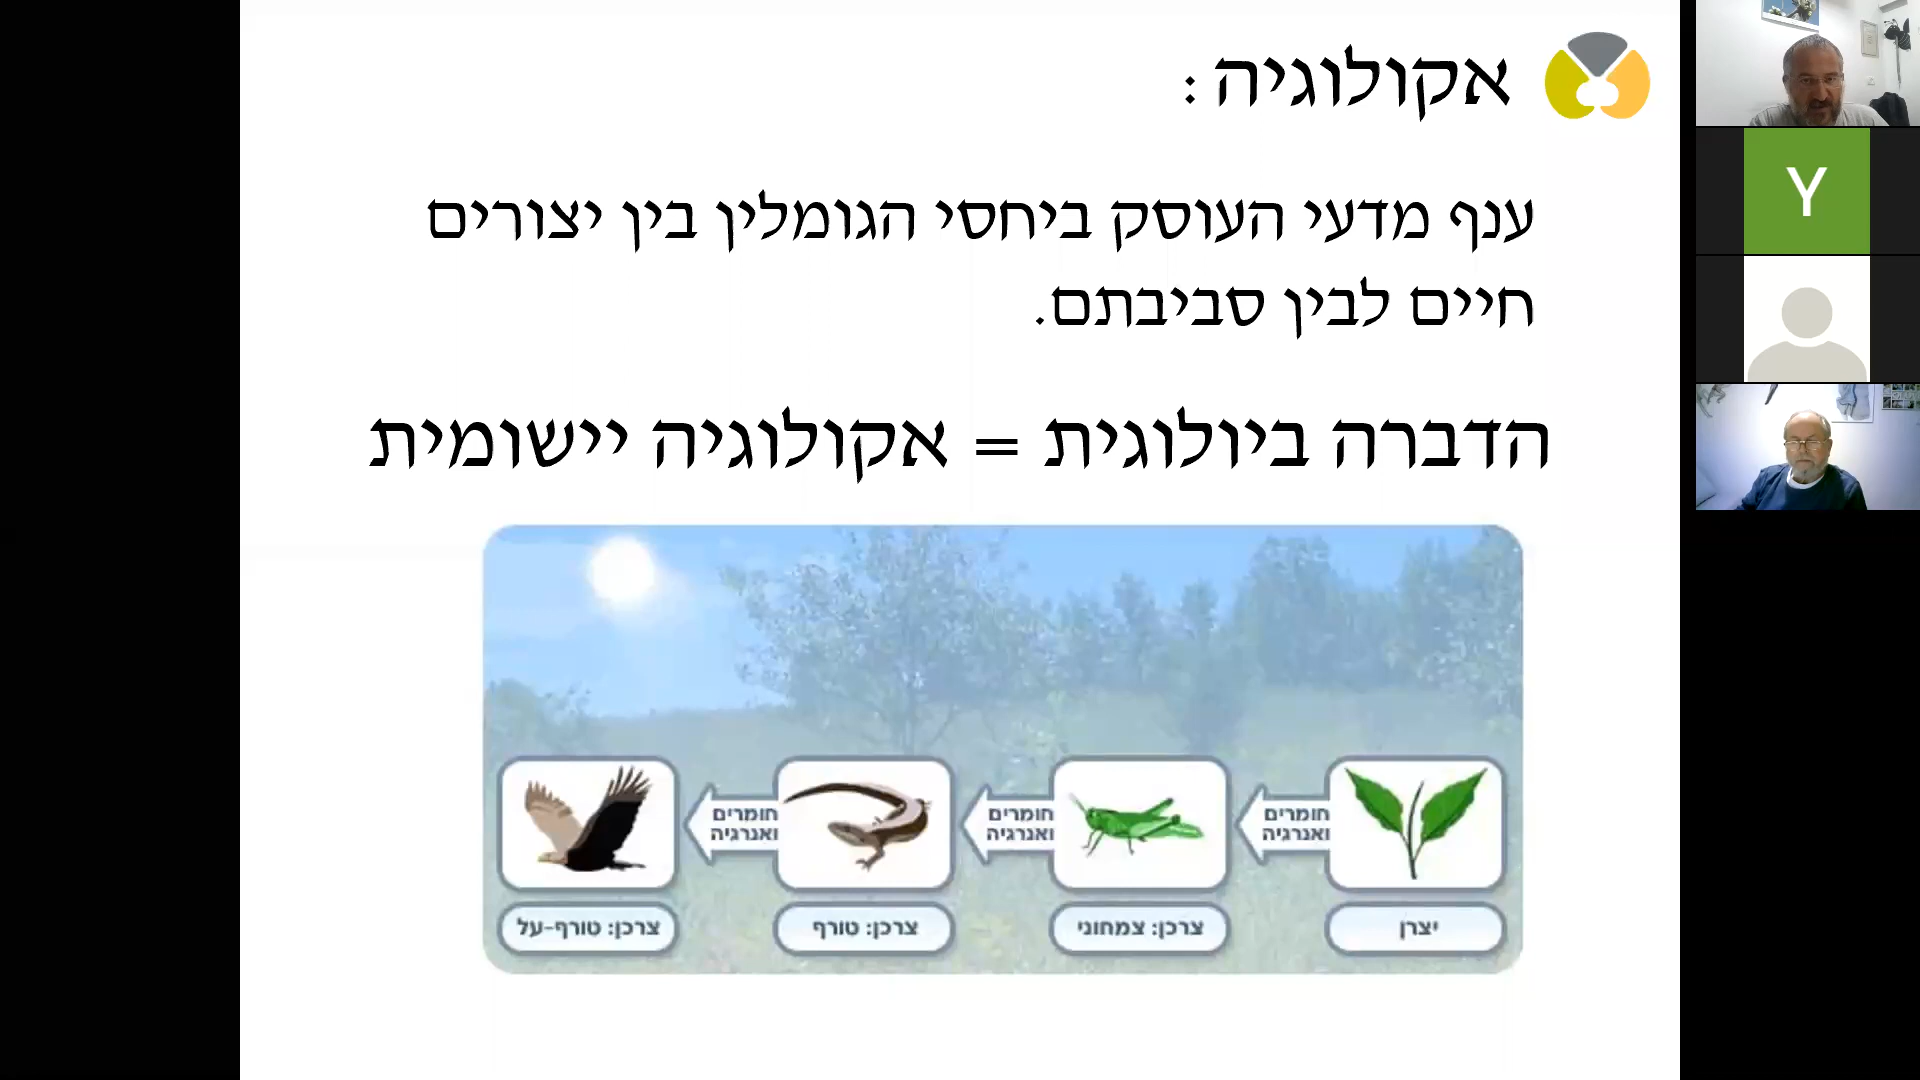 אקולוגיה:
ענף מדעי העוסק ביחסי הגומלין בין יצורים
חיים לבין סביבתם.
הדברה ביולוגית = אקולוגיה יישומית
חומרים
ואנרגיה
חומרים
ואנרגיה
חומרים
ואנרגיה
יצרן
צרכן: צמחוני
צרכן: טורף
צרכן: טורף-על
Y